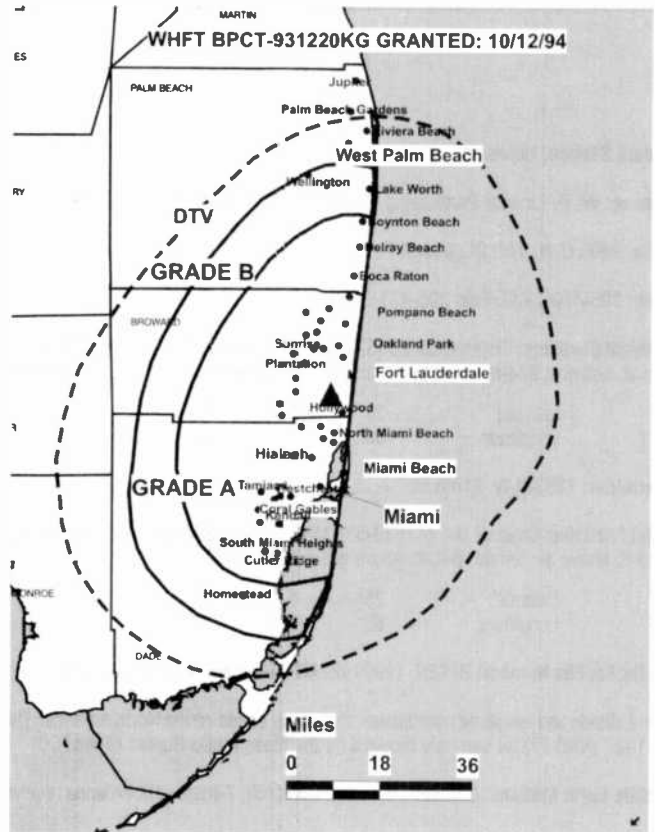 MARTIN
WHFT BPCT-931220KG GRANTED: 10/12/94
ES
Jupiter
PALM BEACH
Palm Beach Gardens
Riviera Beach
West Palm Beach
Wellington
RY
Lake Worth
DTV
Boynton Beach
Delray Beach
GRADE B
Boca Raton
Pompano Beach
BROWARD
Sunrise
Oakland Park
Plantation
Fort Lauderdale
Hollywood
North Miami Beach
Hialeah
Miami Beach
GRADE A
Tamiami
Coral Gables
Miami
Kendall
South Miami Heights
Cutler Ridge
MONROE
Homestead
DADE
Miles
0 18 36